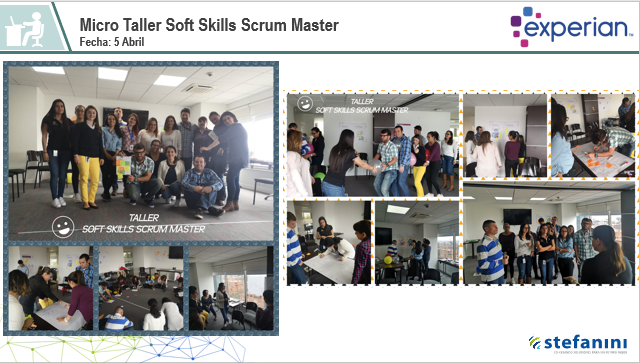 Micro Taller Soft Skills Scrum Master
Fecha: 5 Abril
experian™
TALLER
SOFT SKILLS SCRUM MASTER
TALLER
SOFT SKILLS SCRUM MASTER
stefanini